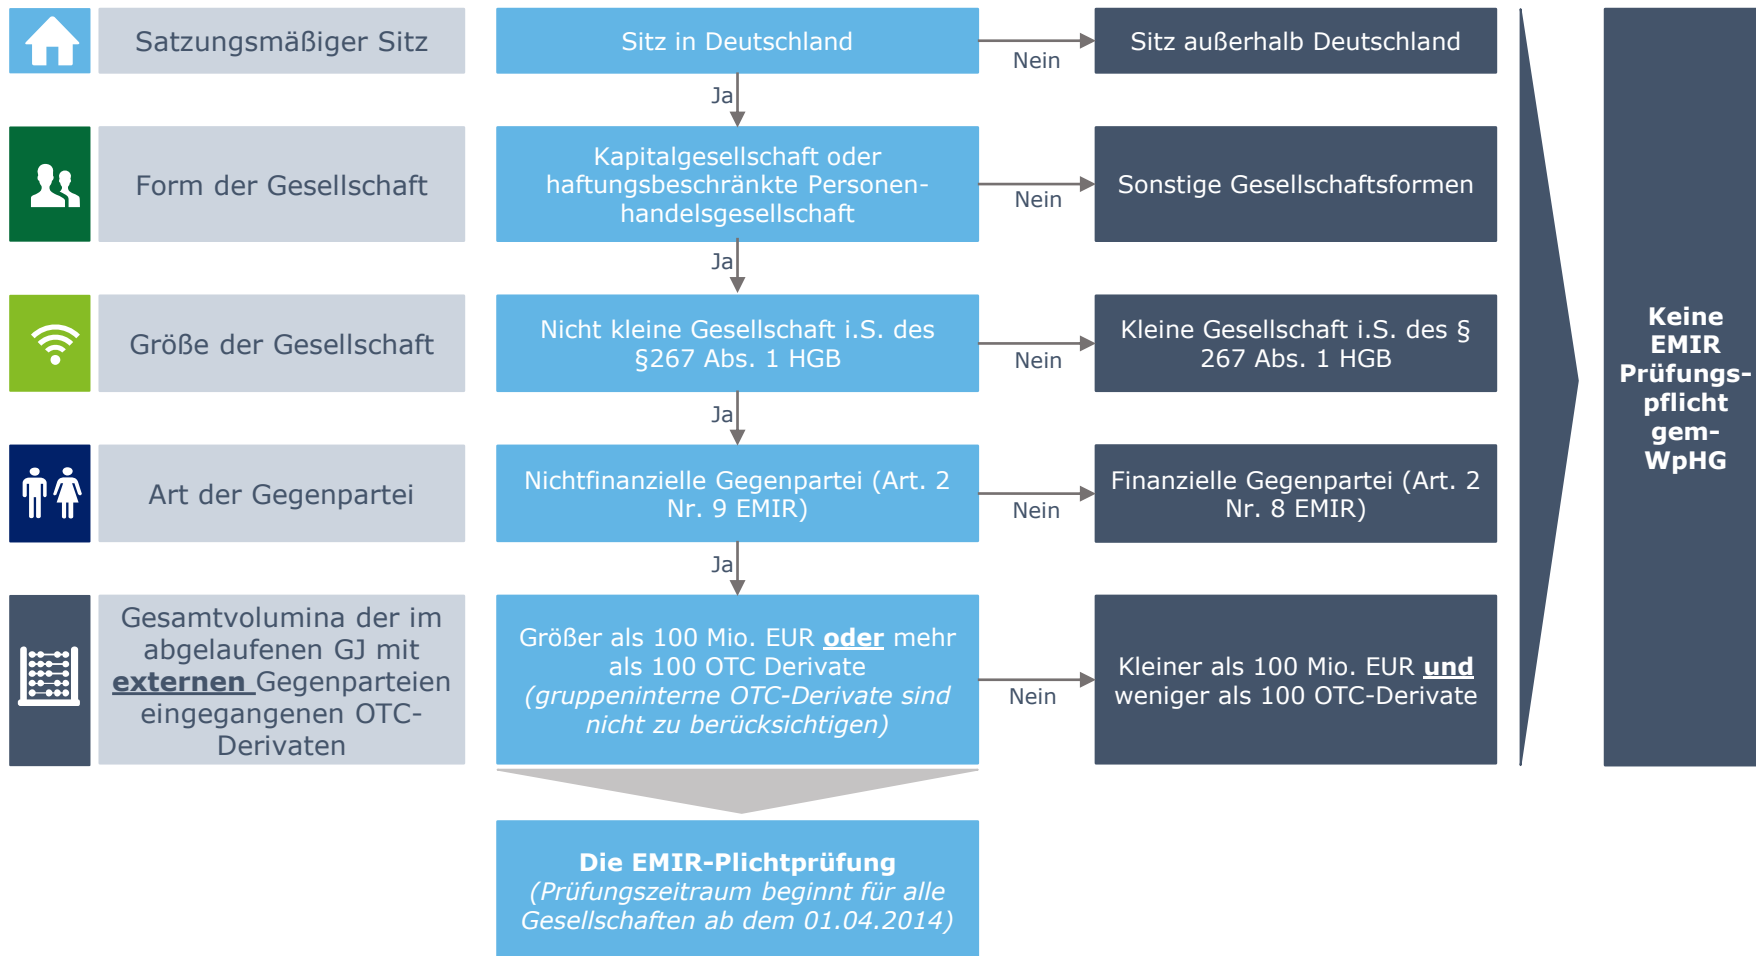 Satzungsmäßiger Sitz
Sitz in Deutschland
Nein
Sitz außerhalb Deutschland
Ja
Form der Gesellschaft
Kapitalgesellschaft oder
haftungsbeschränkte Personen-
handelsgesellschaft
Nein
Sonstige Gesellschaftsformen
Ja
Größe der Gesellschaft
Nicht kleine Gesellschaft i.S. des
§267 Abs. 1 HGB
Nein
Kleine Gesellschaft i.S. des §
267 Abs. 1 HGB
Ja
Art der Gegenpartei
Nichtfinanzielle Gegenpartei (Art. 2
Nr. 9 EMIR)
Nein
Finanzielle Gegenpartei (Art. 2
Nr. 8 EMIR)
Ja
Gesamtvolumina der im
abgelaufenen GJ mit
externen Gegenparteien
eingegangenen OTC-
Derivaten
Größer als 100 Mio. EUR oder mehr
als 100 OTC Derivate
(gruppeninterne OTC-Derivate sind
nicht zu berücksichtigen)
Nein
Kleiner als 100 Mio. EUR und
weniger als 100 OTC-Derivate
Keine
EMIR
Prüfungs-
pflicht
gem-
WpHG
Die EMIR-Plichtprüfung
(Prüfungszeitraum beginnt für alle
Gesellschaften ab dem 01.04.2014)